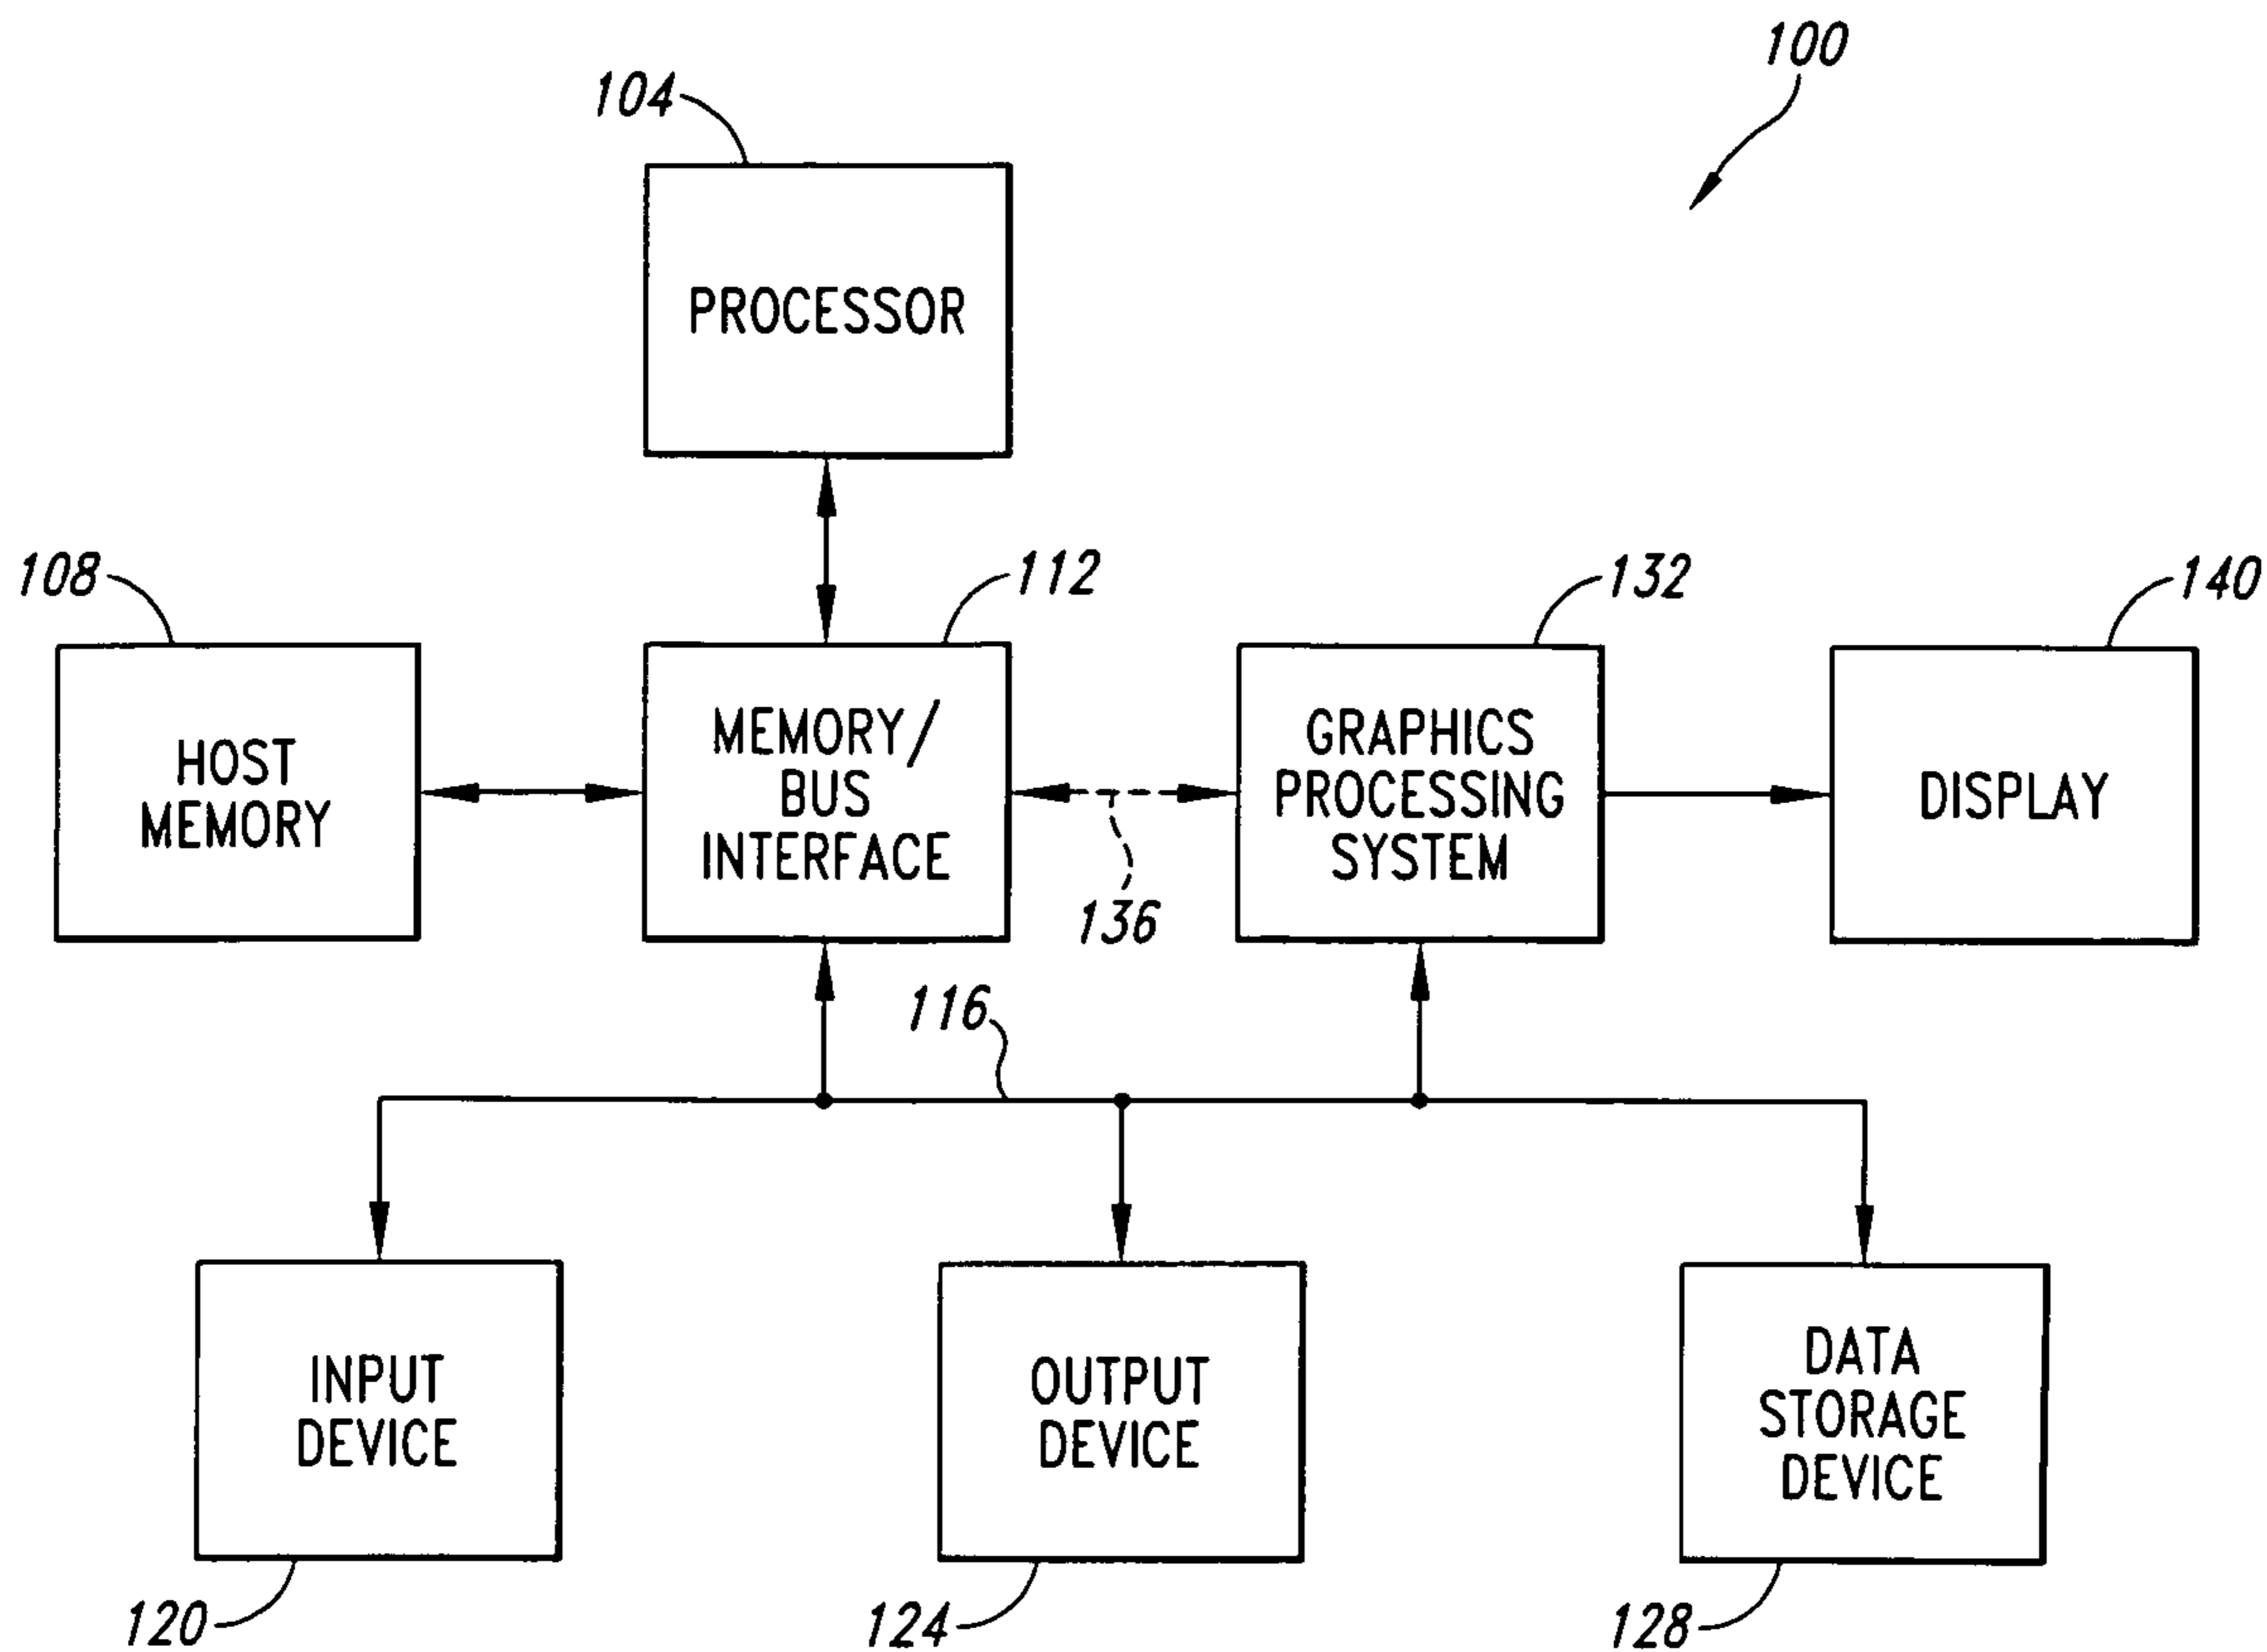 100
104
PROCESSOR
108
112
132
140
HOST
MEMORY
MEMORY/
BUS
INTERFACE
GRAPHICS
PROCESSING
SYSTEM
DISPLAY
136
116
INPUT
DEVICE
OUTPUT
DEVICE
DATA
STORAGE
DEVICE
120
124
128